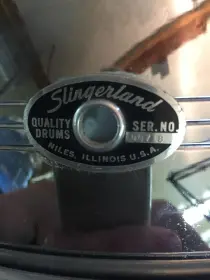 Slingerland
QUALITY
DRUMS
SER. NO.
NILES, ILLINOIS U.S.A.